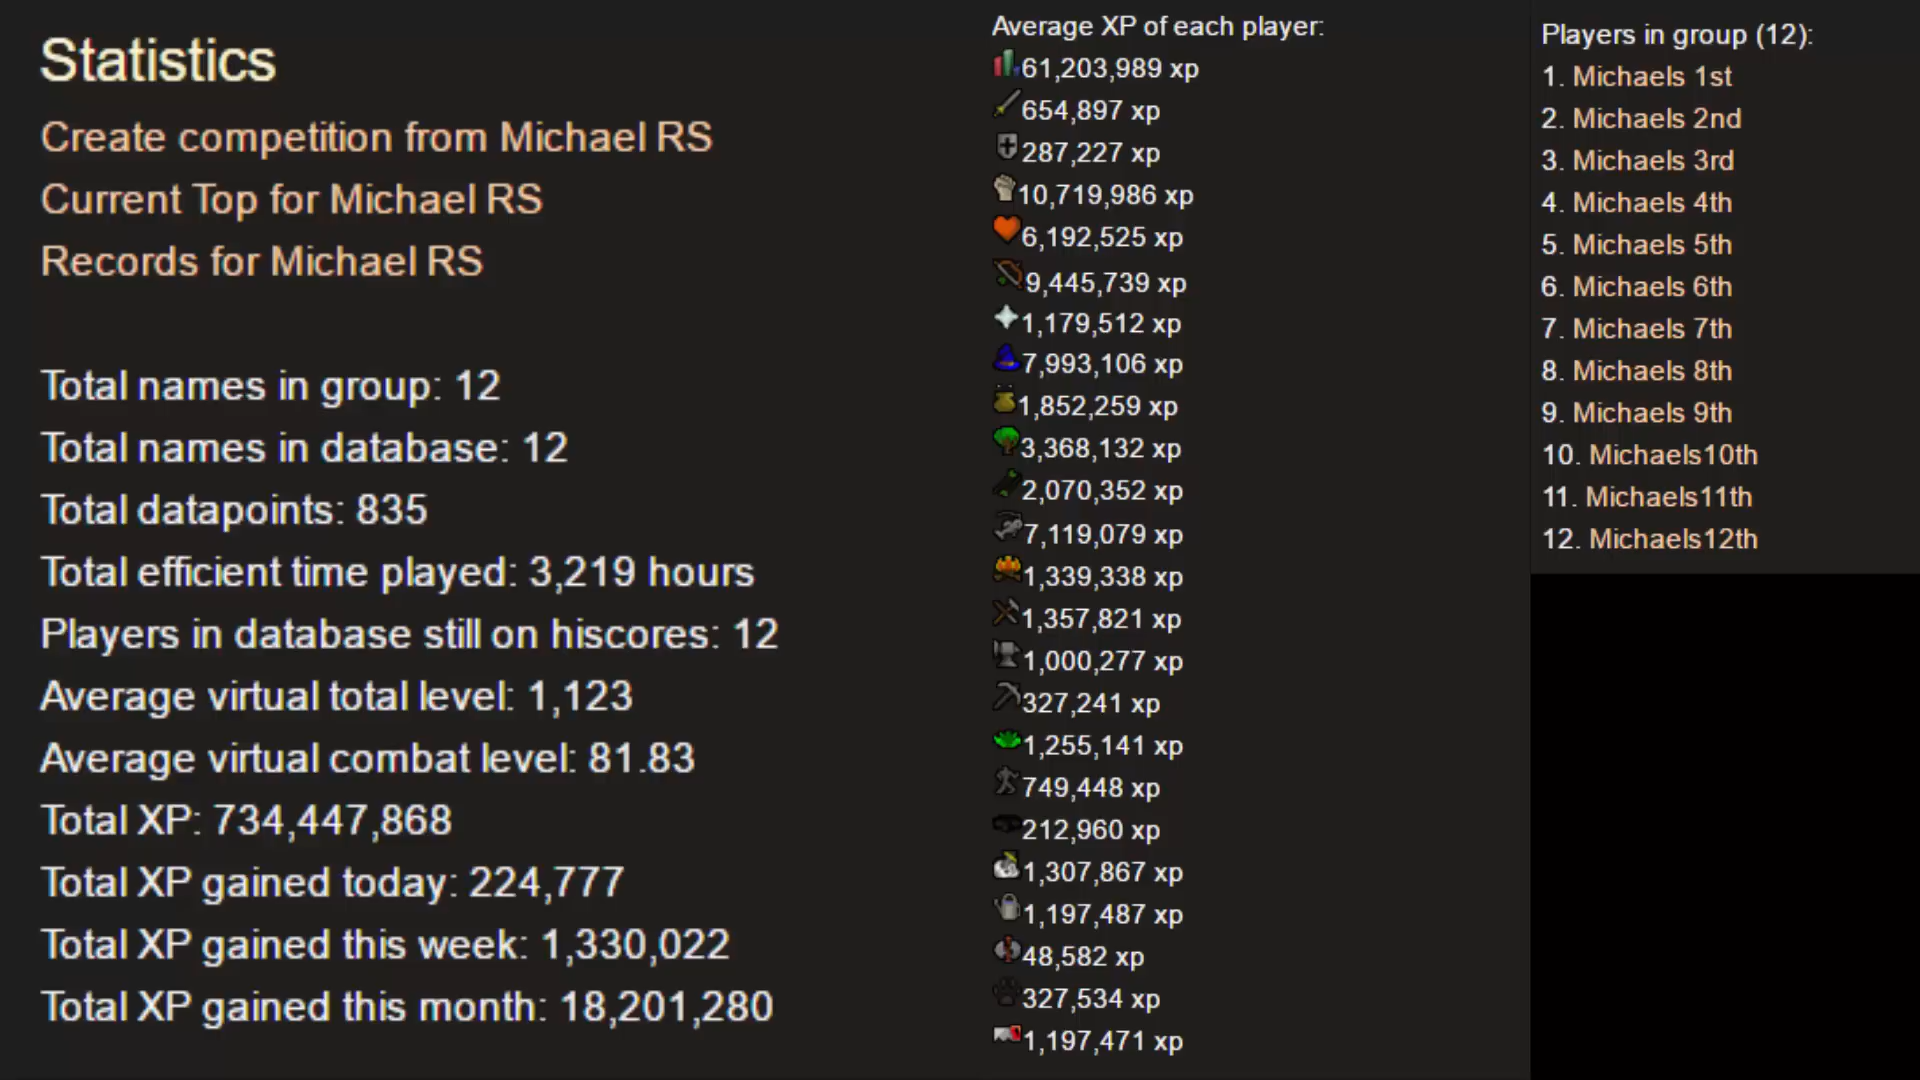 Statistics
Create competition from Michael RS
Current Top for Michael RS
Records for Michael RS
Total names in group: 12
Total names in database: 12
Total datapoints: 835
Total efficient time played: 3,219 hours
Players in database still on hiscores: 12
Average virtual total level: 1,123
Average virtual combat level: 81.83
Total XP: 734,447,868
Total XP gained today: 224,777
Total XP gained this week: 1,330,022
Total XP gained this month: 18,201,280
Average XP of each player:
61,203,989 xp
654,897 xp
287,227 xp
10,719,986 xp
6,192,525 xp
9,445,739 xp
1,179,512 xp
7,993,106 xp
1,852,259 xp
3,368,132 xp
2,070,352 xp
7,119,079 xp
1,339,338 xp
1,357,821 xp
1,000,277 xp
327,241 xp
1,255,141 xp
749,448 xp
212,960 xp
1,307,867 xp
1,197,487 xp
48,582 xp
327,534 xp
1,197,471 xp
Players in group (12):
1. Michaels 1st
2. Michaels 2nd
3. Michaels 3rd
4. Michaels 4th
5. Michaels 5th
6. Michaels 6th
7. Michaels 7th
8. Michaels 8th
9. Michaels 9th
10. Michaels10th
11. Michaels11th
12. Michaels12th